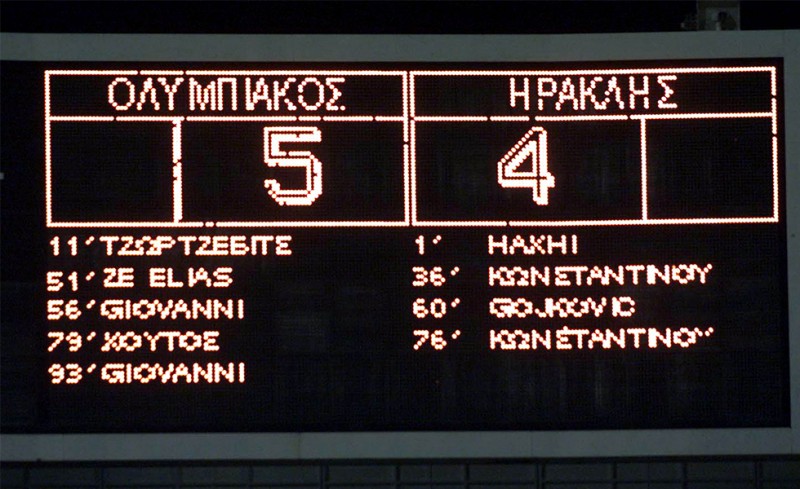 ΟΛΥΜΠΙΑΚΟΣ ΗΡΑΚΛΗΣ
5 4
11' ΤΖΩΡΤΖΕΒΙΤΣ 1' HAXHI
51' ZE ELIAS 36' ΚΩΝΣΤΑΝΤΙΝΟΥ
56' GIOVANNI 60' GOJKOVIC
79' ΧΟΥΤΟΣ 76' ΚΩΝΣΤΑΝΤΙΝΟΥ
93' GIOVANNI